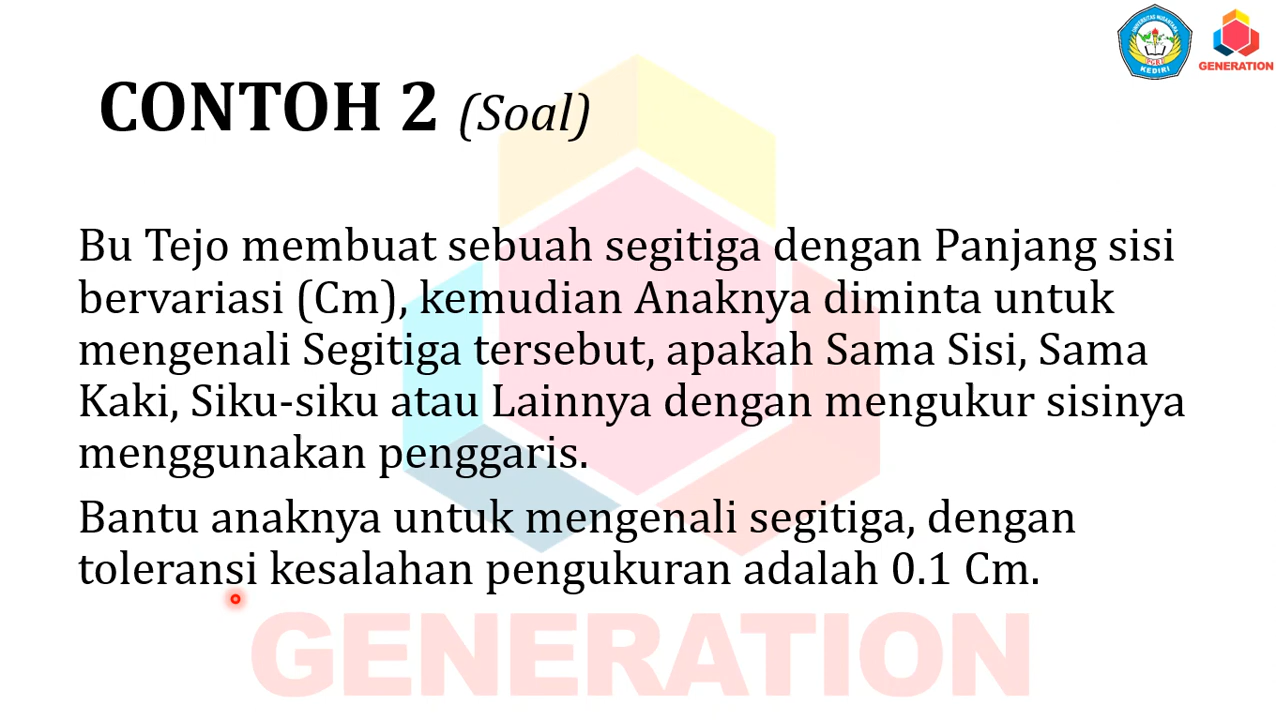 UNIVERSITAS NUSANTARA
KEDIRI
GENERATION
CONTOH 2 (Soal)
Bu Tejo membuat sebuah segitiga dengan Panjang sisi
bervariasi (Cm), kemudian Anaknya diminta untuk
mengenali Segitiga tersebut, apakah Sama Sisi, Sama
Kaki, Siku-siku atau Lainnya dengan mengukur sisinya
menggunakan penggaris.
Bantu anaknya untuk mengenali segitiga, dengan
toleransi kesalahan pengukuran adalah 0.1 Cm.
GENERATION